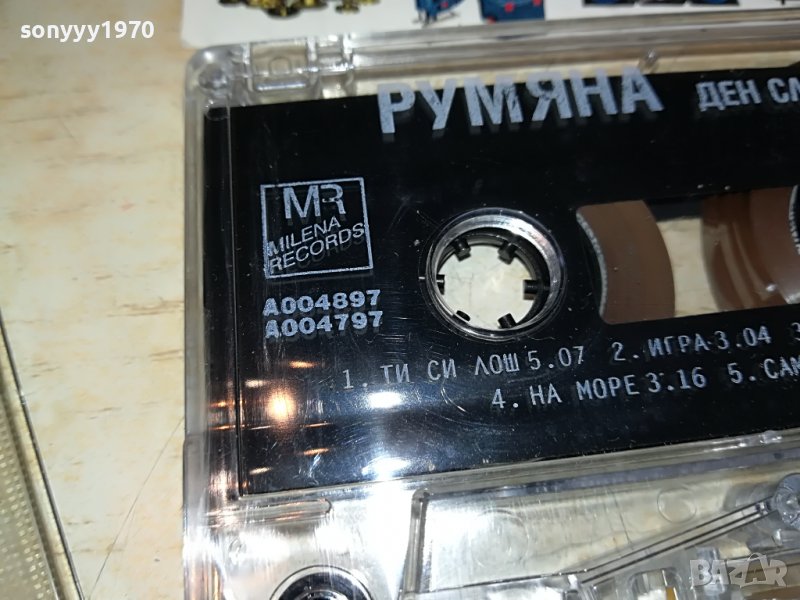 sonyyy1970
РУМЯНА ДЕН
MR
MILENA
RECORDS
A004897
A004797
1. ТИ СИ ЛОШ 5.07 2. ИГРА 3.04
4. НА МОРЕ 3.16 5.
BAZAR